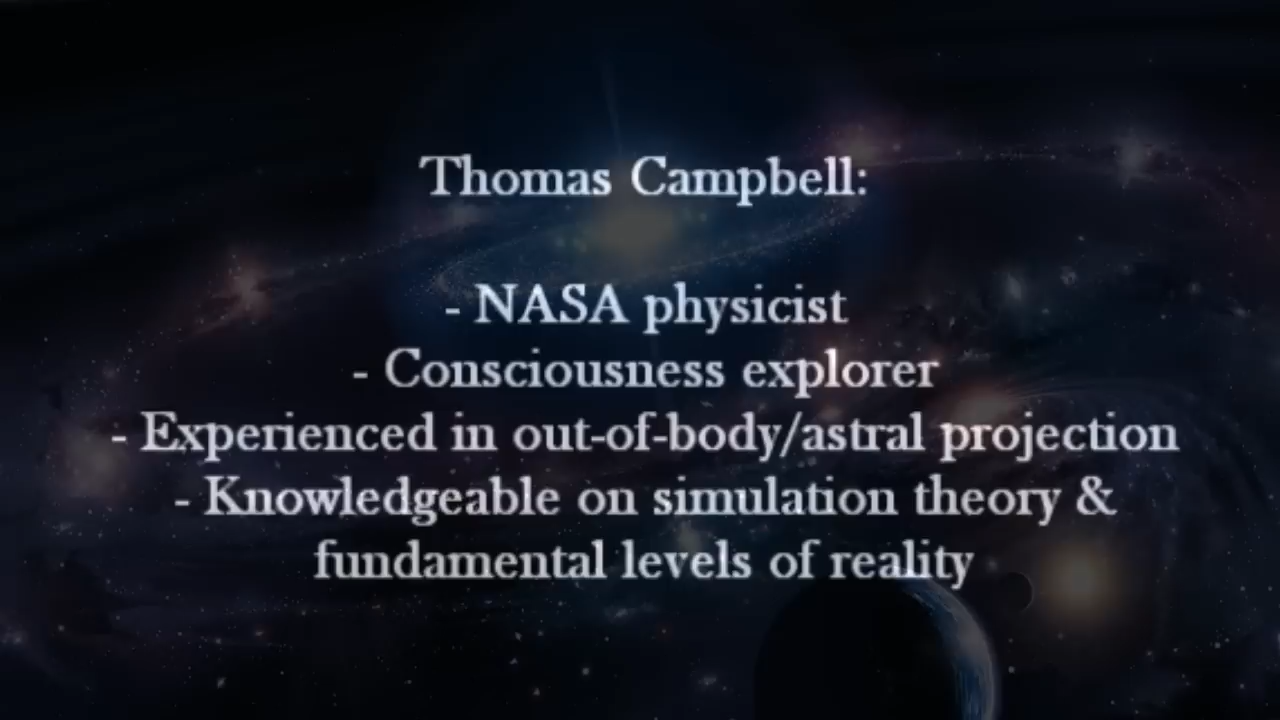 Thomas Campbell:
- NASA physicist
- Consciousness explorer
- Experienced in out-of-body/astral projection
- Knowledgeable on simulation theory &
fundamental levels of reality